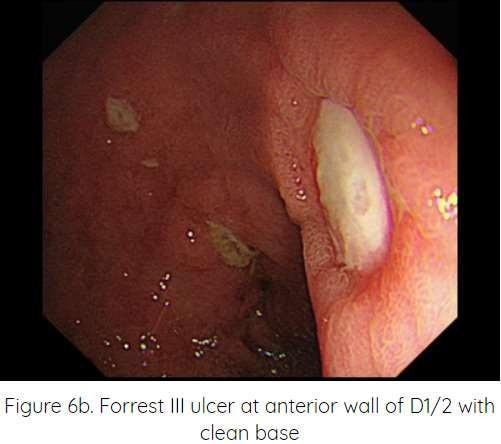 Figure 6b. Forrest III ulcer at anterior wall of D1/2 with
clean base